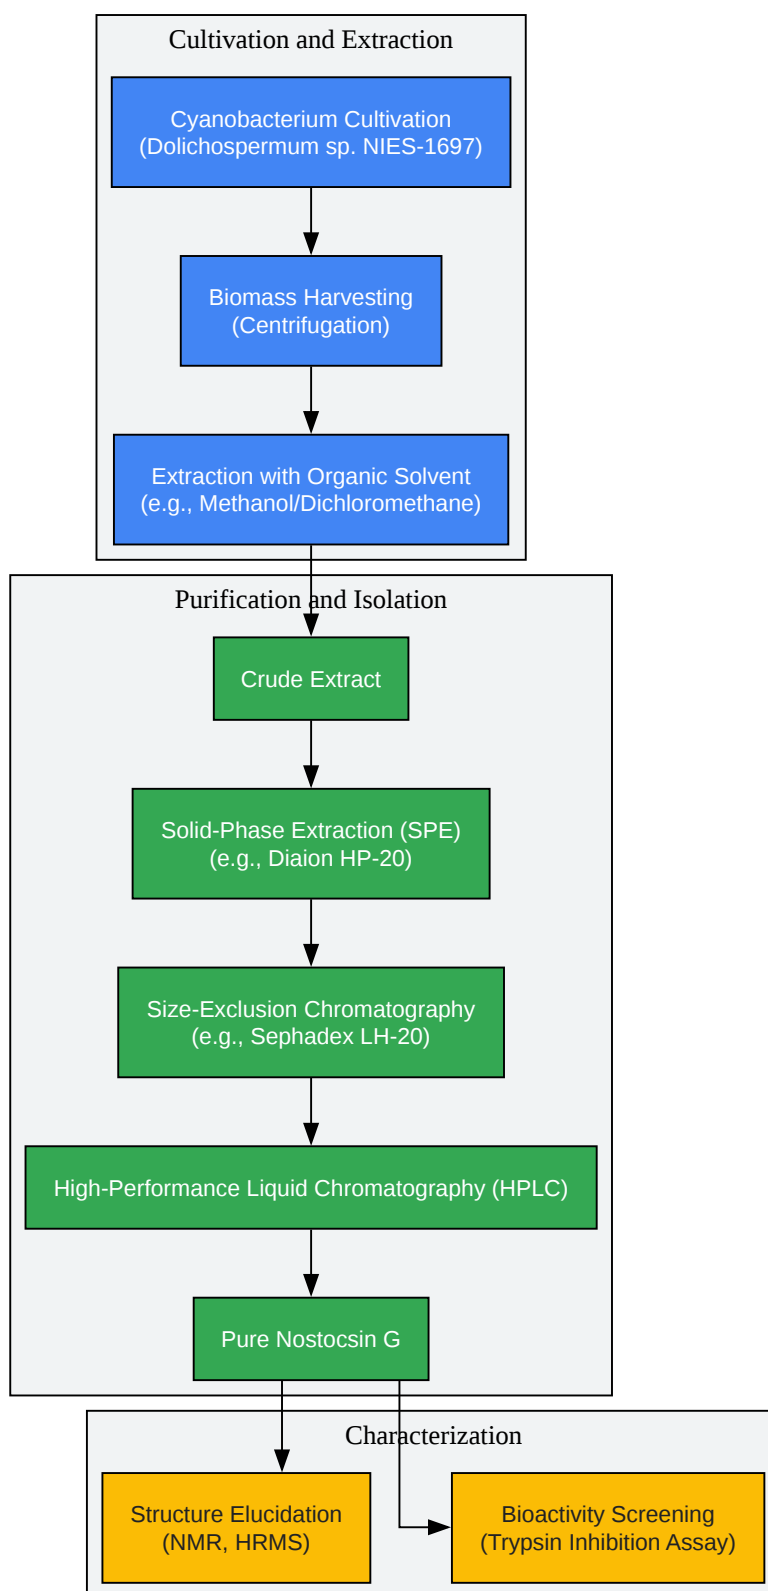 Cultivation and Extraction
Cyanobacterium Cultivation
(Dolichospermum sp. NIES-1697)
Biomass Harvesting
(Centrifugation)
Extraction with Organic Solvent
(e.g., Methanol/Dichloromethane)
Purification and Isolation
Crude Extract
Solid-Phase Extraction (SPE)
(e.g., Diaion HP-20)
Size-Exclusion Chromatography
(e.g., Sephadex LH-20)
High-Performance Liquid Chromatography (HPLC)
Pure Nostocsin G
Characterization
Structure Elucidation
(NMR, HRMS)
Bioactivity Screening
(Trypsin Inhibition Assay)